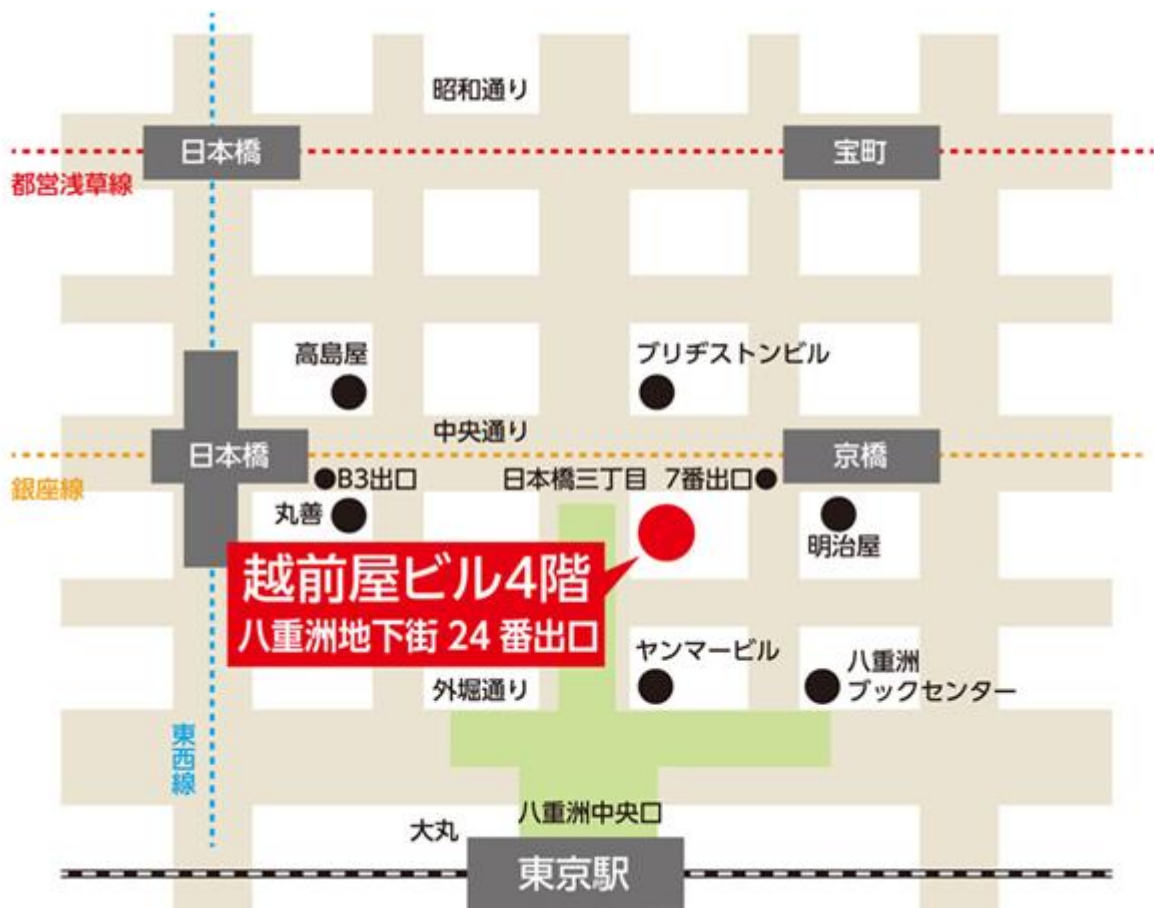 昭和通り
日本橋
宝町
都営浅草線
高島屋
ブリヂストンビル
中央通り
日本橋
京橋
銀座線
B3出口
日本橋三丁目
7番出口
丸善
明治屋
越前屋ビル4階
八重洲地下街 24 番出口
ヤンマービル
八重洲
ブックセンター
外堀通り
東西線
八重洲中央口
大丸
東京駅